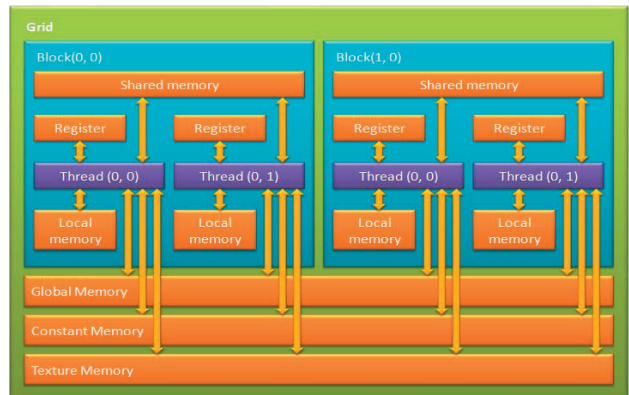 Grid
Block(0, 0)
Shared memory
Register
Register
Thread (0, 0)
Thread (0, 1)
Local
memory
Local
memory
Block(1, 0)
Shared memory
Register
Register
Thread (0, 0)
Thread (0, 1)
Local
memory
Local
memory
Global Memory
Constant Memory
Texture Memory